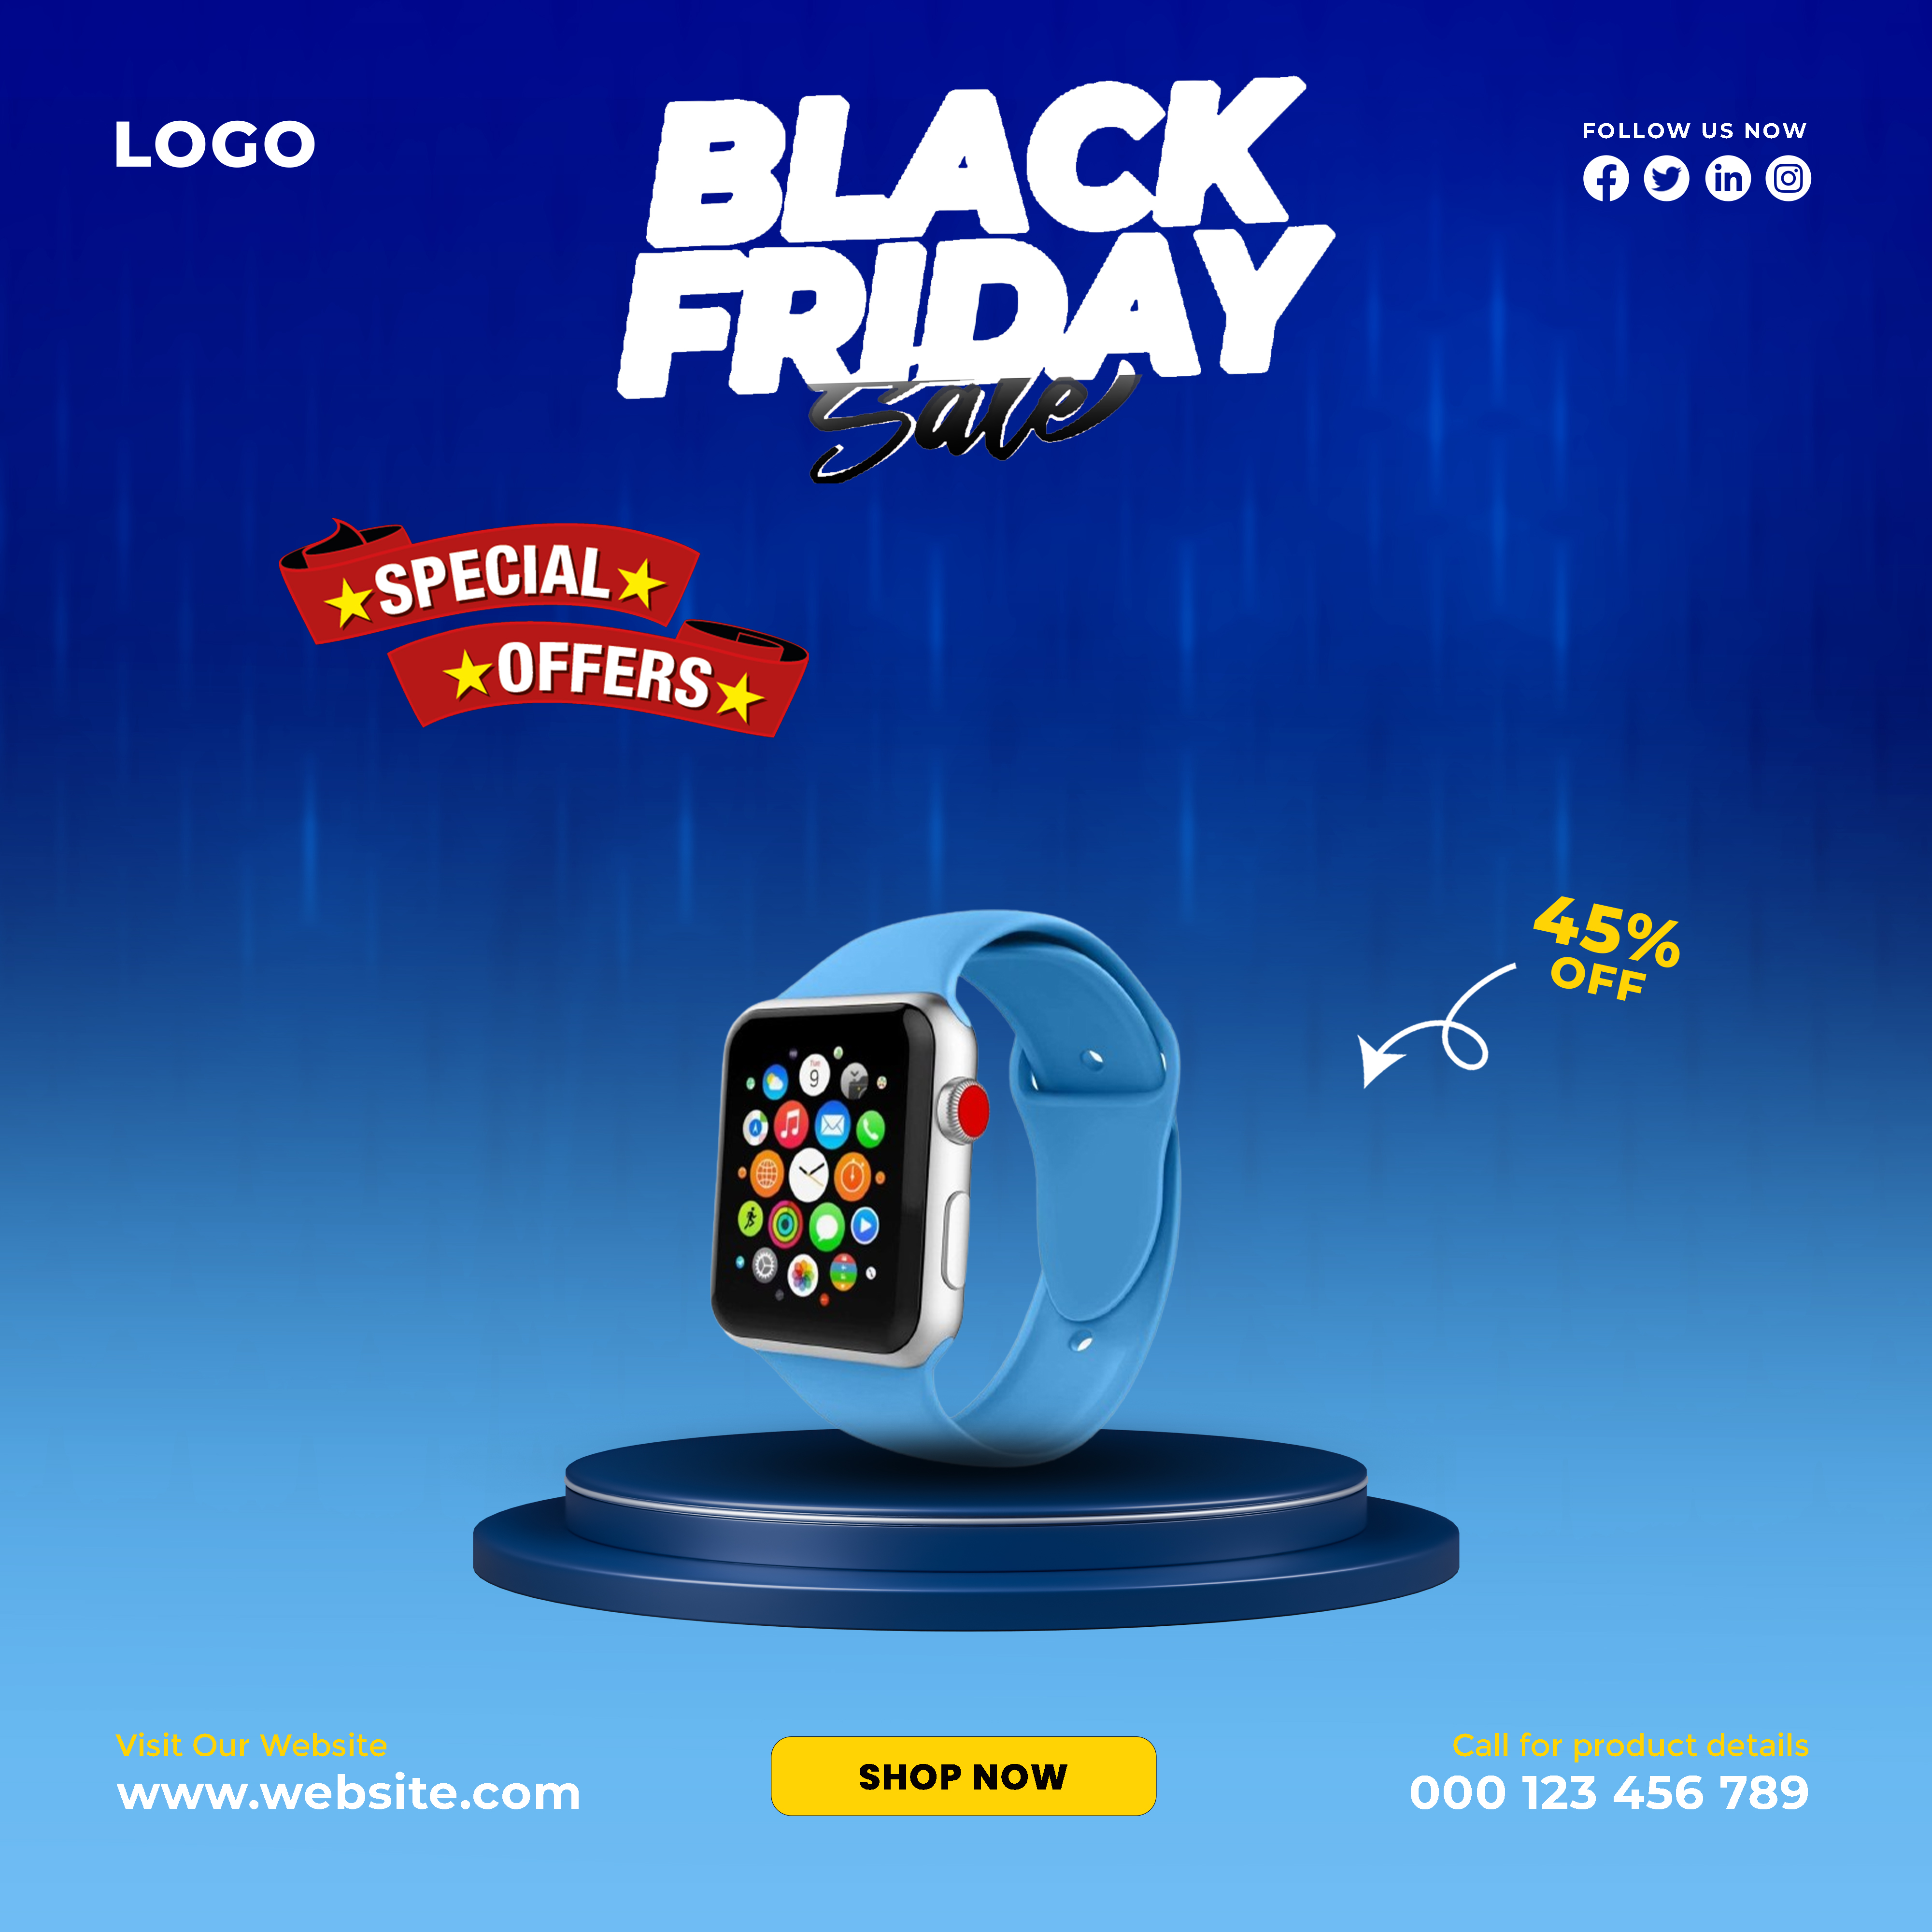 LOGO
BLACK
FRIDAY
Sale
FOLLOW US NOW
SPECIAL
OFFERS
45%
OFF
9
Visit Our Website
www.website.com
SHOP NOW
Call for product details
000 123 456 789